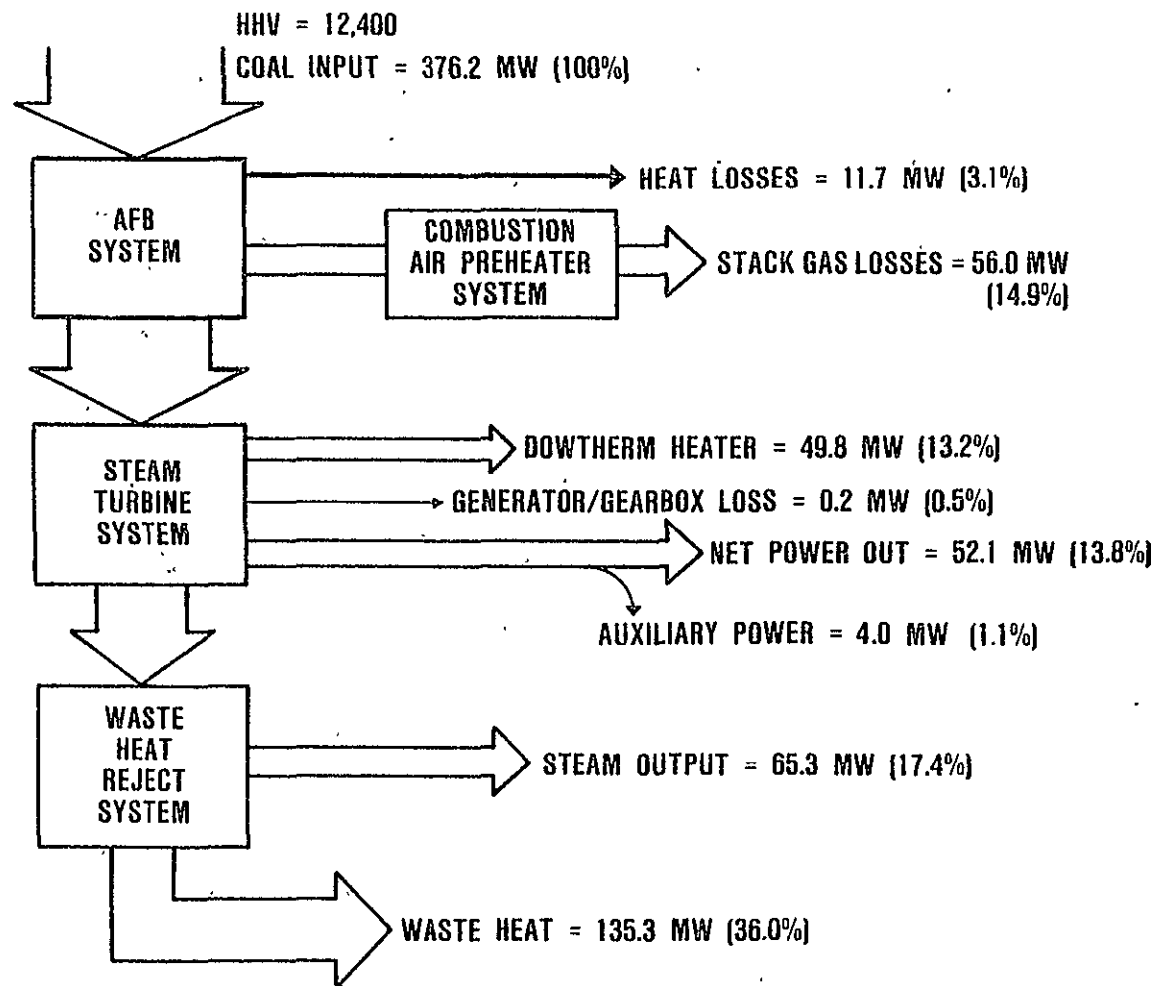 HHV = 12,400
COAL INPUT = 376.2 MW (100%)
AFB
SYSTEM
HEAT LOSSES = 11.7 MW (3.1%)
COMBUSTION
AIR PREHEATER
SYSTEM
STACK GAS LOSSES = 56.0 MW
(14.9%)
STEAM
TURBINE
SYSTEM
DOWTHERM HEATER = 49.8 MW (13.2%)
GENERATOR/GEARBOX LOSS = 0.2 MW (0.5%)
NET POWER OUT = 52.1 MW (13.8%)
AUXILIARY POWER = 4.0 MW (1.1%)
WASTE
HEAT
REJECT
SYSTEM
STEAM OUTPUT = 65.3 MW (17.4%)
WASTE HEAT = 135.3 MW (36.0%)